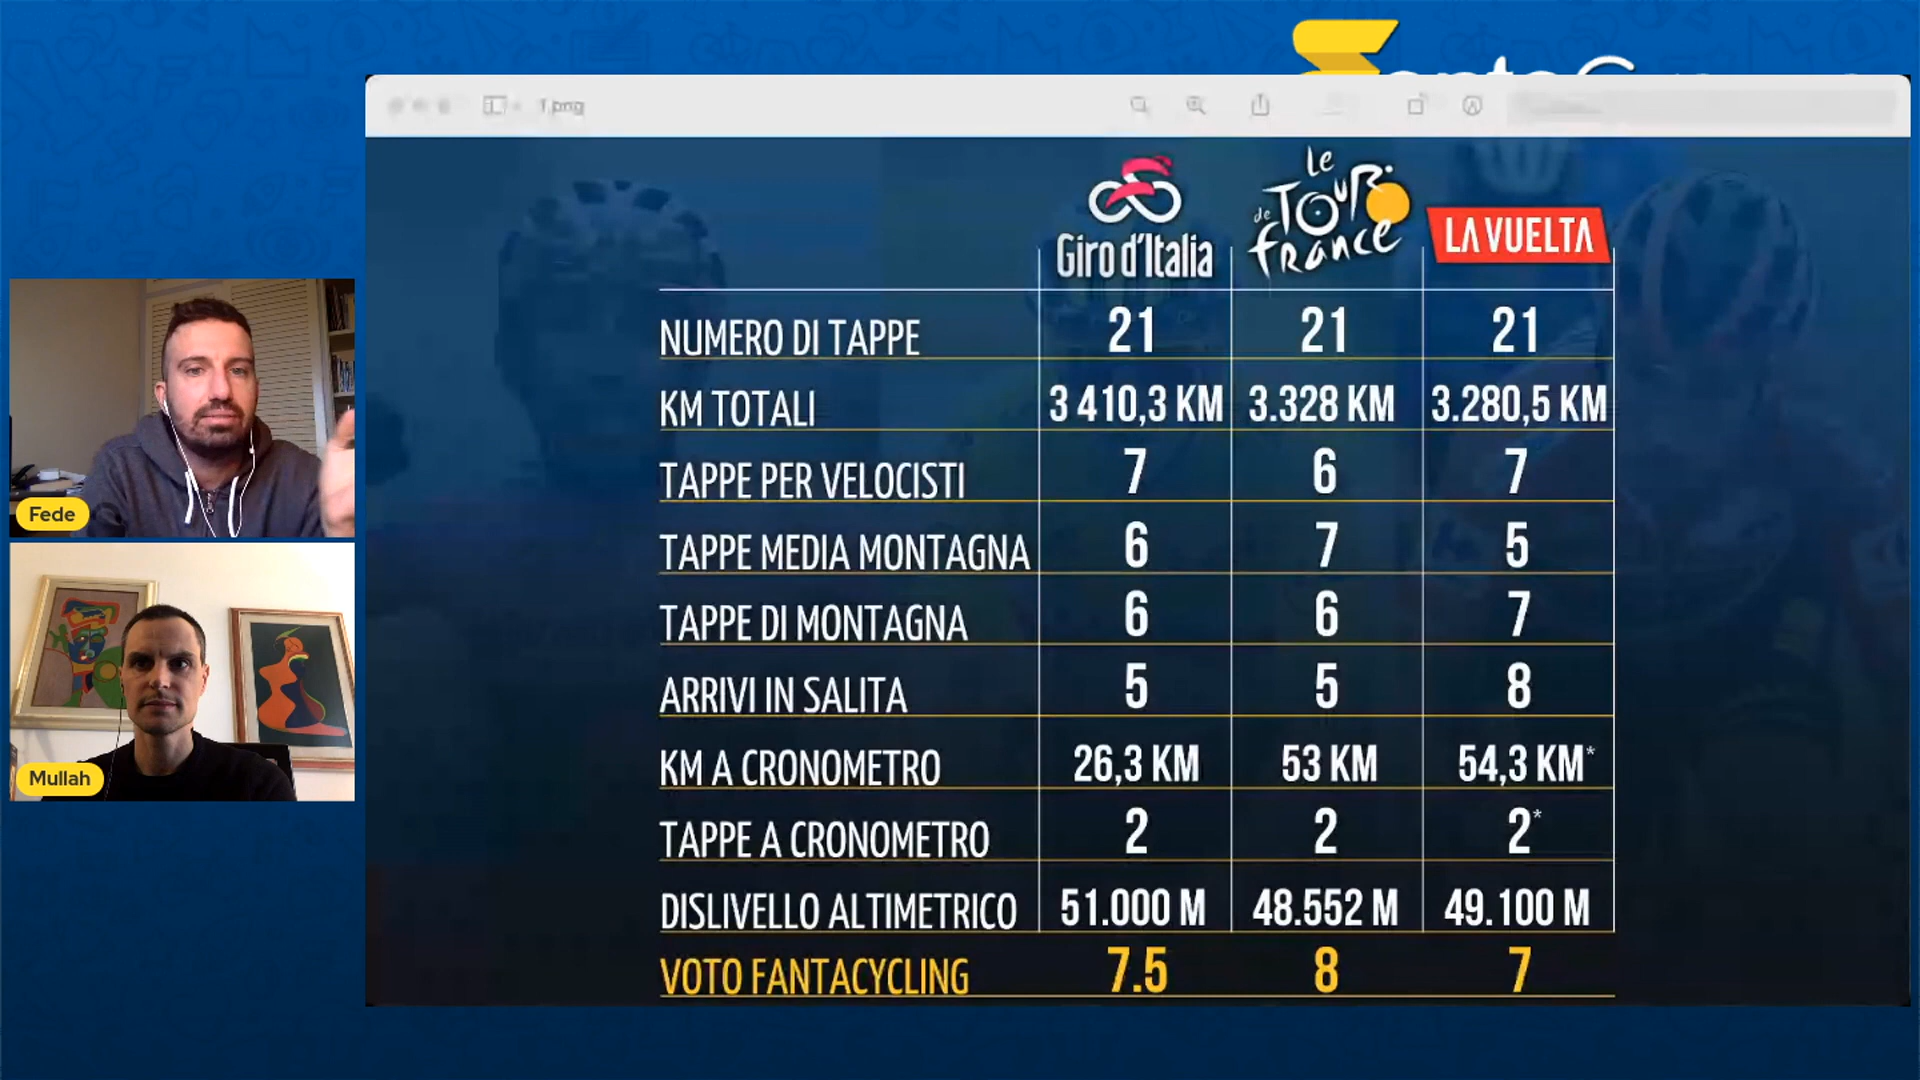 1.png
Giro d'Italia
le TOUR de france
LA VUELTA
NUMERO DI TAPPE 21 21 21
KM TOTALI 3 410,3 KM 3.328 KM 3.280,5 KM
TAPPE PER VELOCISTI 7 6 7
TAPPE MEDIA MONTAGNA 6 7 5
TAPPE DI MONTAGNA 6 6 7
ARRIVI IN SALITA 5 5 8
KM A CRONOMETRO 26,3 KM 53 KM 54,3 KM*
TAPPE A CRONOMETRO 2 2 2*
DISLIVELLO ALTIMETRICO 51.000 M 48.552 M 49.100 M
VOTO FANTACYCLING 7.5 8 7
Fede
Mullah